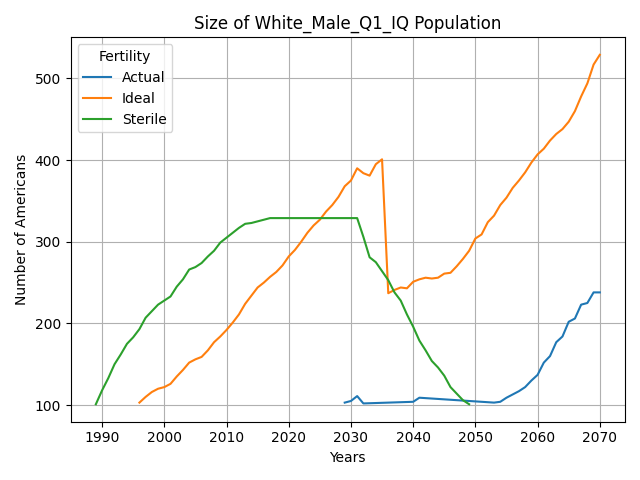 Size of White_Male_Q1_IQ Population
Number of Americans
500
400
300
200
100
Fertility
Actual
Ideal
Sterile
1990 2000 2010 2020 2030 2040 2050 2060 2070
Years